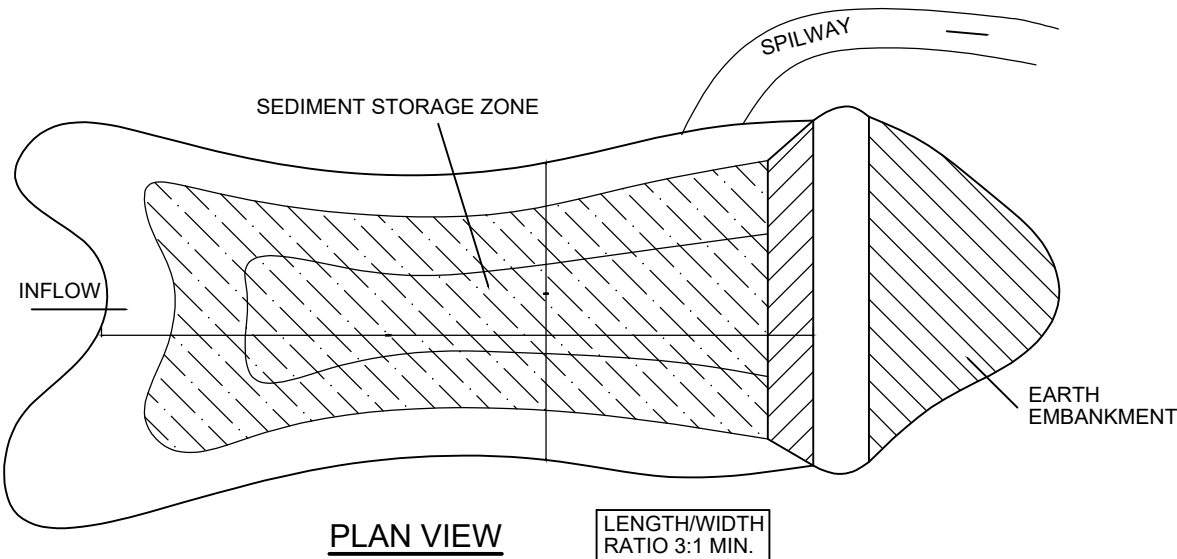 SPILWAY
SEDIMENT STORAGE ZONE
INFLOW
EARTH
EMBANKMENT
PLAN VIEW
LENGTH/WIDTH
RATIO 3:1 MIN.